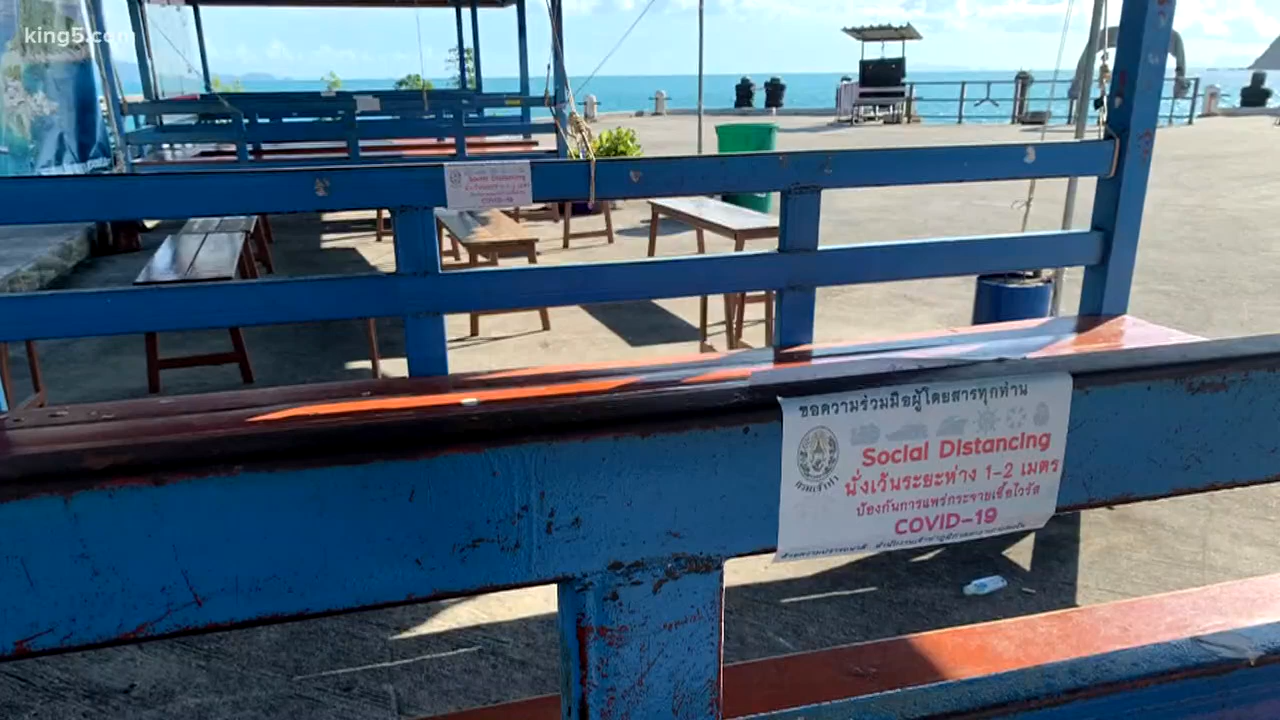 king5.com
Social Distancing
COVID-19
ขอความร่วมมือผู้โดยสารทุกท่าน
Social Distancing
นั่งเว้นระยะห่าง 1-2 เมตร
ป้องกันการแพร่กระจายเชื้อไวรัส
COVID-19